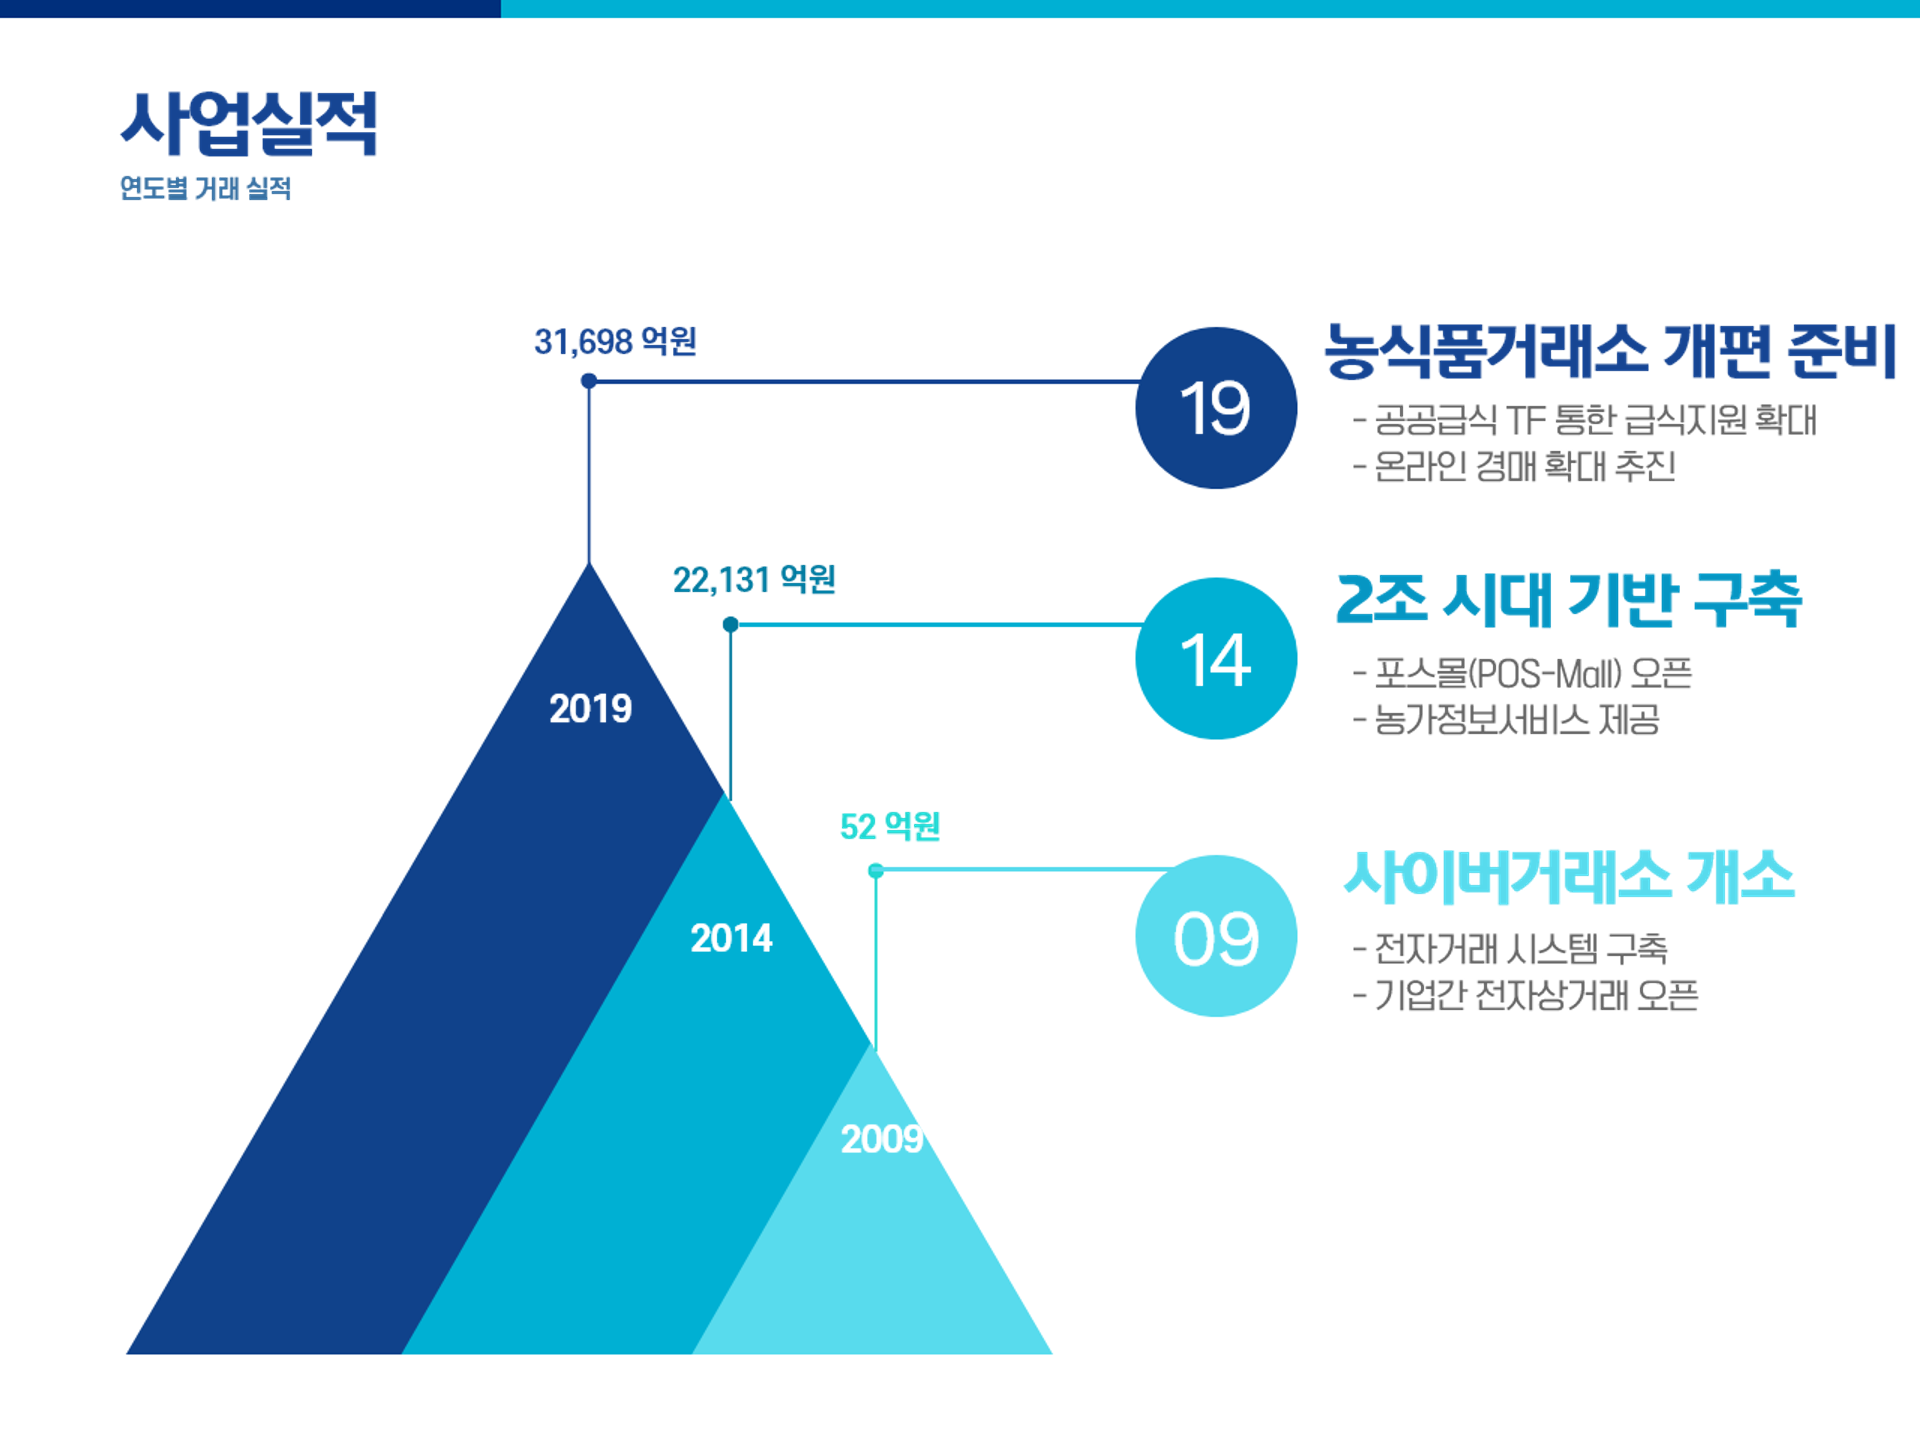 사업실적
연도별 거래 실적
31,698 억원
19
농식품거래소 개편 준비
- 공공급식 TF 통한 급식지원 확대
- 온라인 경매 확대 추진
22,131 억원
2019
14
2조 시대 기반 구축
- 포스몰(POS-Mall) 오픈
- 농가정보서비스 제공
52 억원
2014
09
사이버거래소 개소
- 전자거래 시스템 구축
- 기업간 전자상거래 오픈
2009